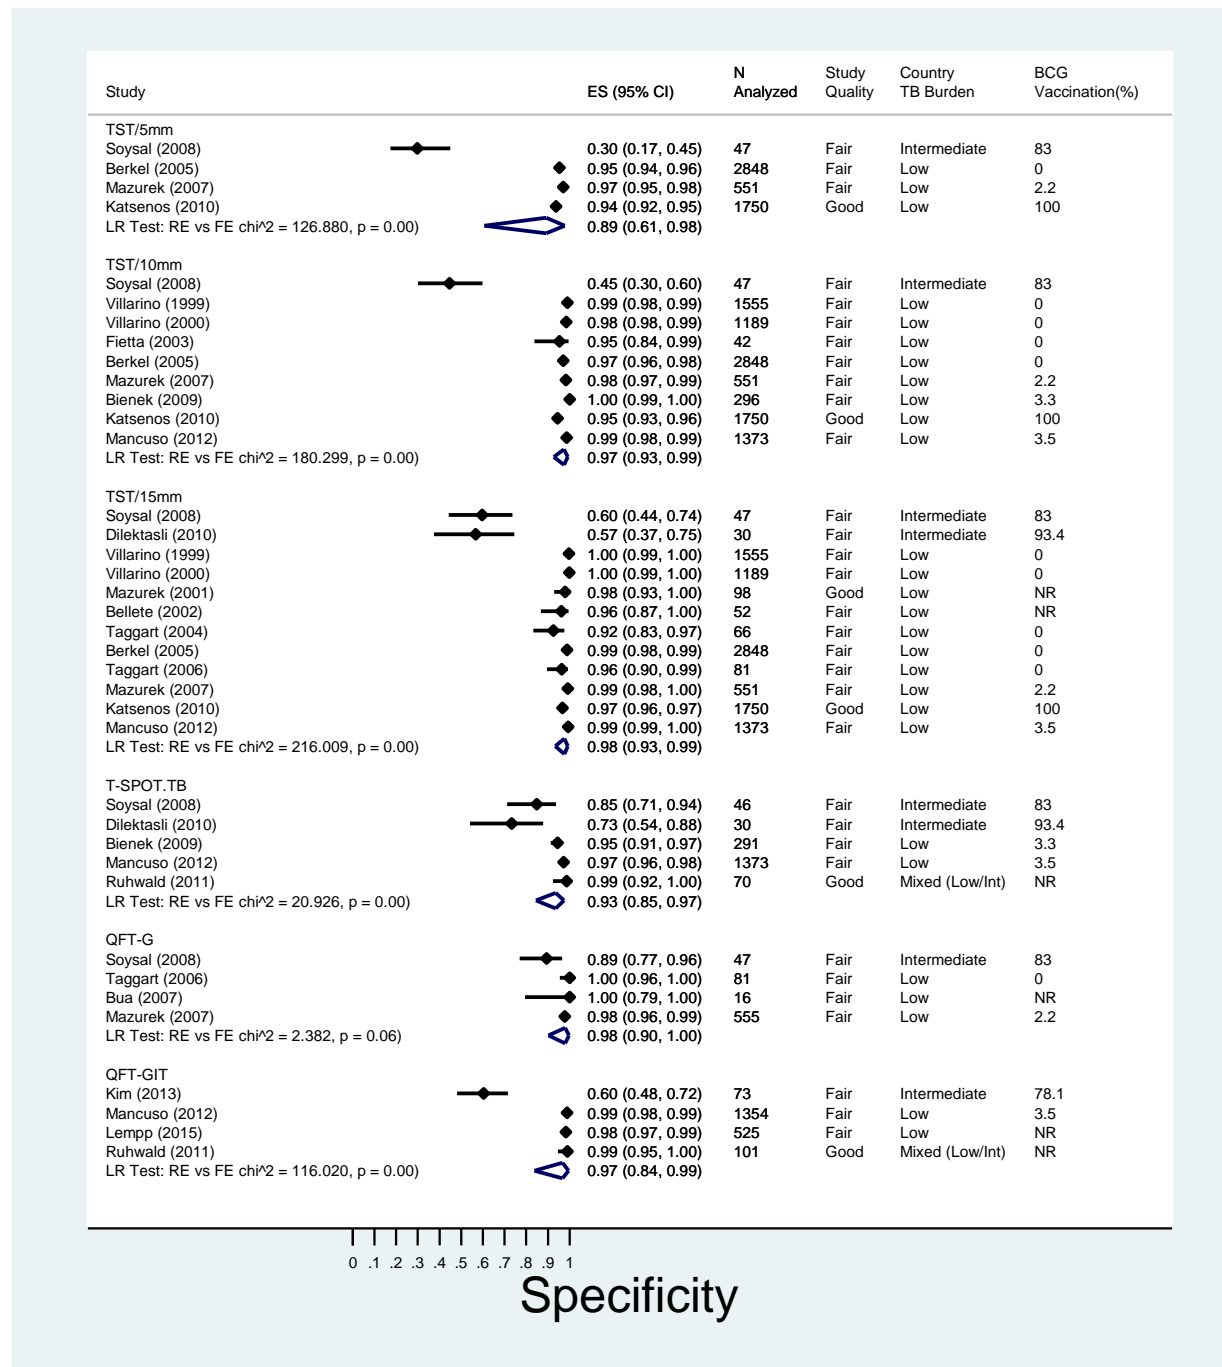 N Study Country BCG
Study ES (95% CI) Analyzed Quality TB Burden Vaccination(%)
TST/5mm
Soysal (2008) 0.30 (0.17, 0.45) 47 Fair Intermediate 83
Berkel (2005) 0.95 (0.94, 0.96) 2848 Fair Low 0
Mazurek (2007) 0.97 (0.95, 0.98) 551 Fair Low 2.2
Katsenos (2010) 0.94 (0.92, 0.95) 1750 Good Low 100
LR Test: RE vs FE chi^2 = 126.880, p = 0.00) 0.89 (0.61, 0.98)
TST/10mm
Soysal (2008) 0.45 (0.30, 0.60) 47 Fair Intermediate 83
Villarino (1999) 0.99 (0.98, 0.99) 1555 Fair Low 0
Villarino (2000) 0.98 (0.98, 0.99) 1189 Fair Low 0
Fietta (2003) 0.95 (0.84, 0.99) 42 Fair Low 0
Berkel (2005) 0.97 (0.96, 0.98) 2848 Fair Low 0
Mazurek (2007) 0.98 (0.97, 0.99) 551 Fair Low 2.2
Bienek (2009) 1.00 (0.99, 1.00) 296 Fair Low 3.3
Katsenos (2010) 0.95 (0.93, 0.96) 1750 Good Low 100
Mancuso (2012) 0.99 (0.98, 0.99) 1373 Fair Low 3.5
LR Test: RE vs FE chi^2 = 180.299, p = 0.00) 0.97 (0.93, 0.99)
TST/15mm
Soysal (2008) 0.60 (0.44, 0.74) 47 Fair Intermediate 83
Dilektasli (2010) 0.57 (0.37, 0.75) 30 Fair Intermediate 93.4
Villarino (1999) 1.00 (0.99, 1.00) 1555 Fair Low 0
Villarino (2000) 1.00 (0.99, 1.00) 1189 Fair Low 0
Mazurek (2001) 0.98 (0.93, 1.00) 98 Good Low NR
Bellete (2002) 0.96 (0.87, 1.00) 52 Fair Low NR
Taggart (2004) 0.92 (0.83, 0.97) 66 Fair Low 0
Berkel (2005) 0.99 (0.98, 0.99) 2848 Fair Low 0
Taggart (2006) 0.96 (0.90, 0.99) 81 Fair Low 0
Mazurek (2007) 0.99 (0.98, 1.00) 551 Fair Low 2.2
Katsenos (2010) 0.97 (0.96, 0.97) 1750 Good Low 100
Mancuso (2012) 0.99 (0.99, 1.00) 1373 Fair Low 3.5
LR Test: RE vs FE chi^2 = 216.009, p = 0.00) 0.98 (0.93, 0.99)
T-SPOT.TB
Soysal (2008) 0.85 (0.71, 0.94) 46 Fair Intermediate 83
Dilektasli (2010) 0.73 (0.54, 0.88) 30 Fair Intermediate 93.4
Bienek (2009) 0.95 (0.91, 0.97) 291 Fair Low 3.3
Mancuso (2012) 0.97 (0.96, 0.98) 1373 Fair Low 3.5
Ruhwald (2011) 0.99 (0.92, 1.00) 70 Good Mixed (Low/Int) NR
LR Test: RE vs FE chi^2 = 20.926, p = 0.00) 0.93 (0.85, 0.97)
QFT-G
Soysal (2008) 0.89 (0.77, 0.96) 47 Fair Intermediate 83
Taggart (2006) 1.00 (0.96, 1.00) 81 Fair Low 0
Bua (2007) 1.00 (0.79, 1.00) 16 Fair Low NR
Mazurek (2007) 0.98 (0.96, 0.99) 555 Fair Low 2.2
LR Test: RE vs FE chi^2 = 2.382, p = 0.06) 0.98 (0.90, 1.00)
QFT-GIT
Kim (2013) 0.60 (0.48, 0.72) 73 Fair Intermediate 78.1
Mancuso (2012) 0.99 (0.98, 0.99) 1354 Fair Low 3.5
Lempp (2015) 0.98 (0.97, 0.99) 525 Fair Low NR
Ruhwald (2011) 0.99 (0.95, 1.00) 101 Good Mixed (Low/Int) NR
LR Test: RE vs FE chi^2 = 116.020, p = 0.00) 0.97 (0.84, 0.99)
0 .1 .2 .3 .4 .5 .6 .7 .8 .9 1
Specificity